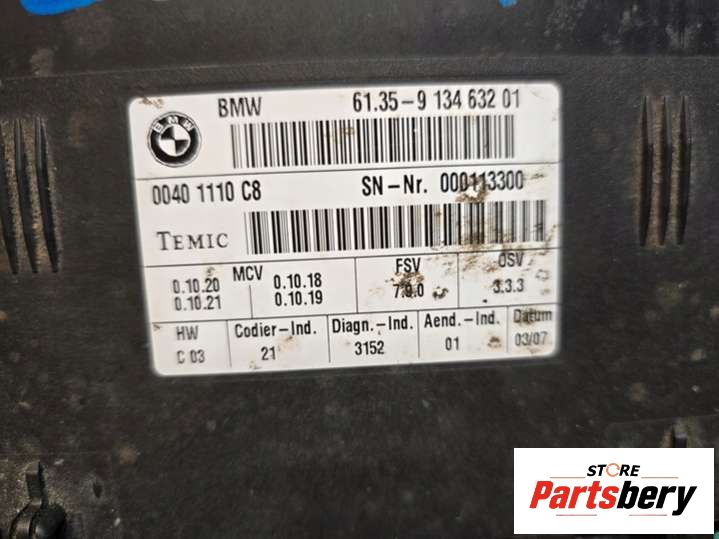 BMW 61.35-9 134 632 01
BMW
0040 1110 C8 SN-Nr. 000113300
TEMIC
0.10.20 MCV 0.10.18 FSV OSV
0.10.21 0.10.19 7.9.0 3.3.3
HW Codier-Ind. Diagn.-Ind. Aend.-Ind. Datum
C 03 21 3152 01 03/07
STORE
Partsbery